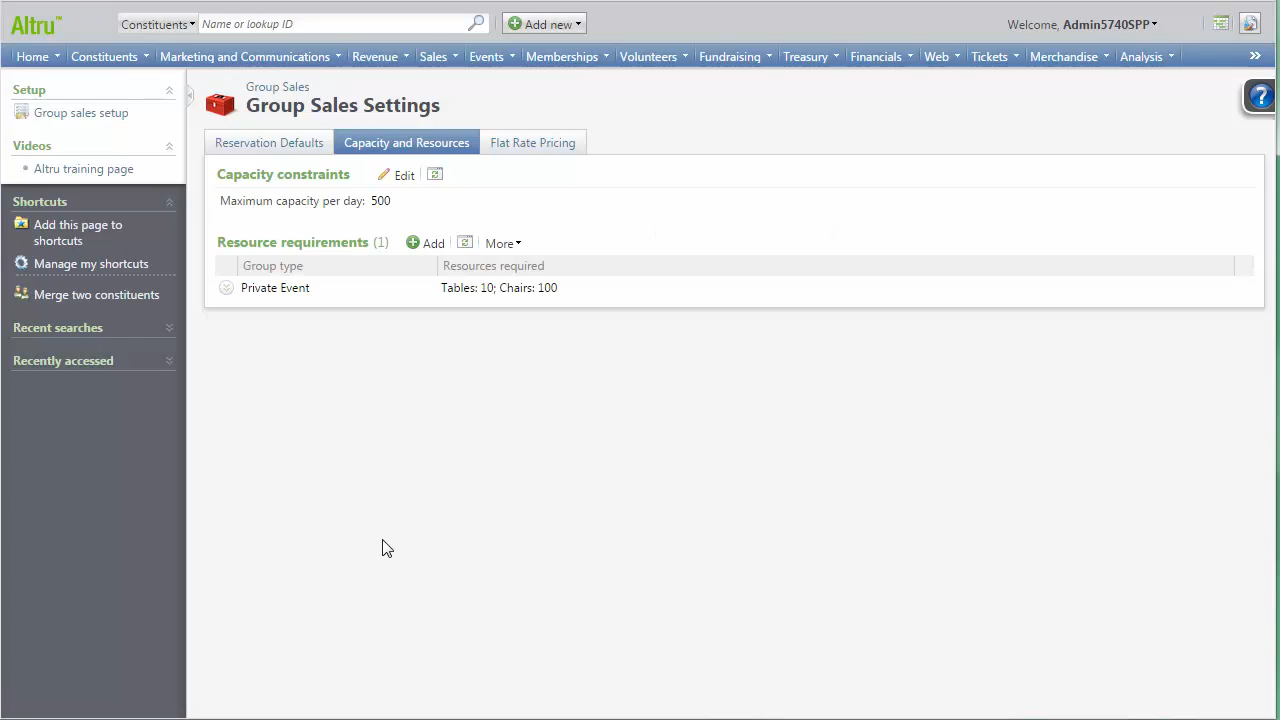 Altru™
Constituents
Name or lookup ID
Add new
Welcome, Admin5740SPP
Home
Constituents
Marketing and Communications
Revenue
Sales
Events
Memberships
Volunteers
Fundraising
Treasury
Financials
Web
Tickets
Merchandise
Analysis
Setup
Group sales setup
Videos
Altru training page
Shortcuts
Add this page to
shortcuts
Manage my shortcuts
Merge two constituents
Recent searches
Recently accessed
Group Sales
Group Sales Settings
Reservation Defaults
Capacity and Resources
Flat Rate Pricing
Capacity constraints
Edit
Maximum capacity per day: 500
Resource requirements (1)
Add
More
Group type
Resources required
Private Event
Tables: 10; Chairs: 100
?